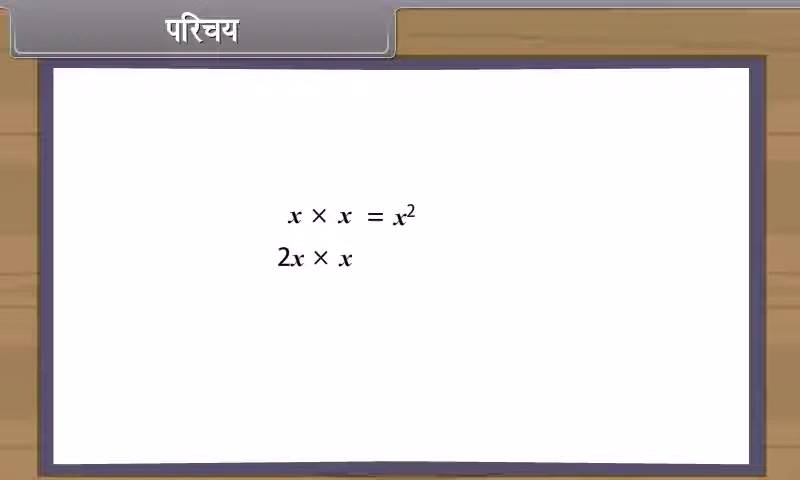 परिचय
x × x = x²
2x × x